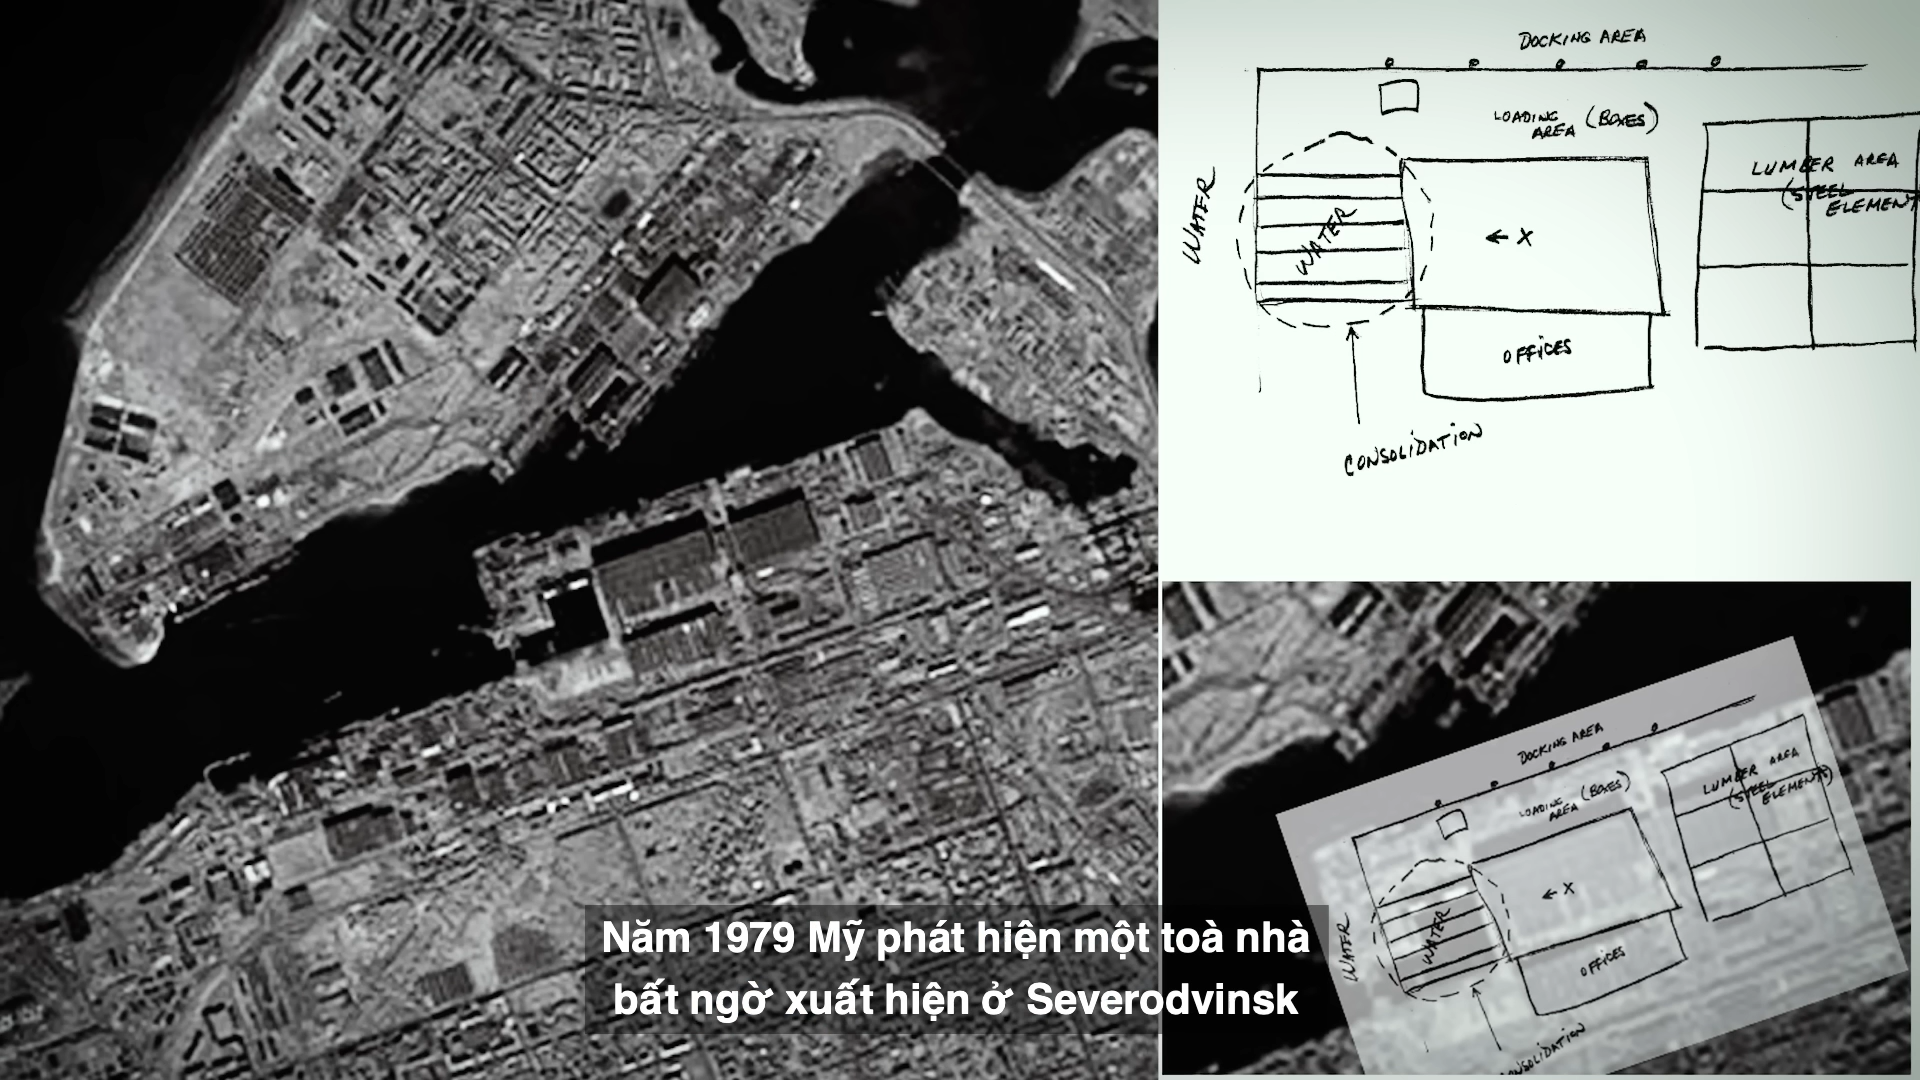 DOCKING AREA
LOADING
AREA (BOXES)
LUMBER AREA
(STEEL
ELEMENT
WATER
WATER
← X
OFFICES
CONSOLIDATION
DOCKING AREA
LOADING
AREA (BOXES)
LUMBER AREA
(STEEL
ELEMENTS)
WATER
WATER
← X
OFFICES
ONSOLIDATION
Năm 1979 Mỹ phát hiện một toà nhà
bất ngờ xuất hiện ở Severodvinsk